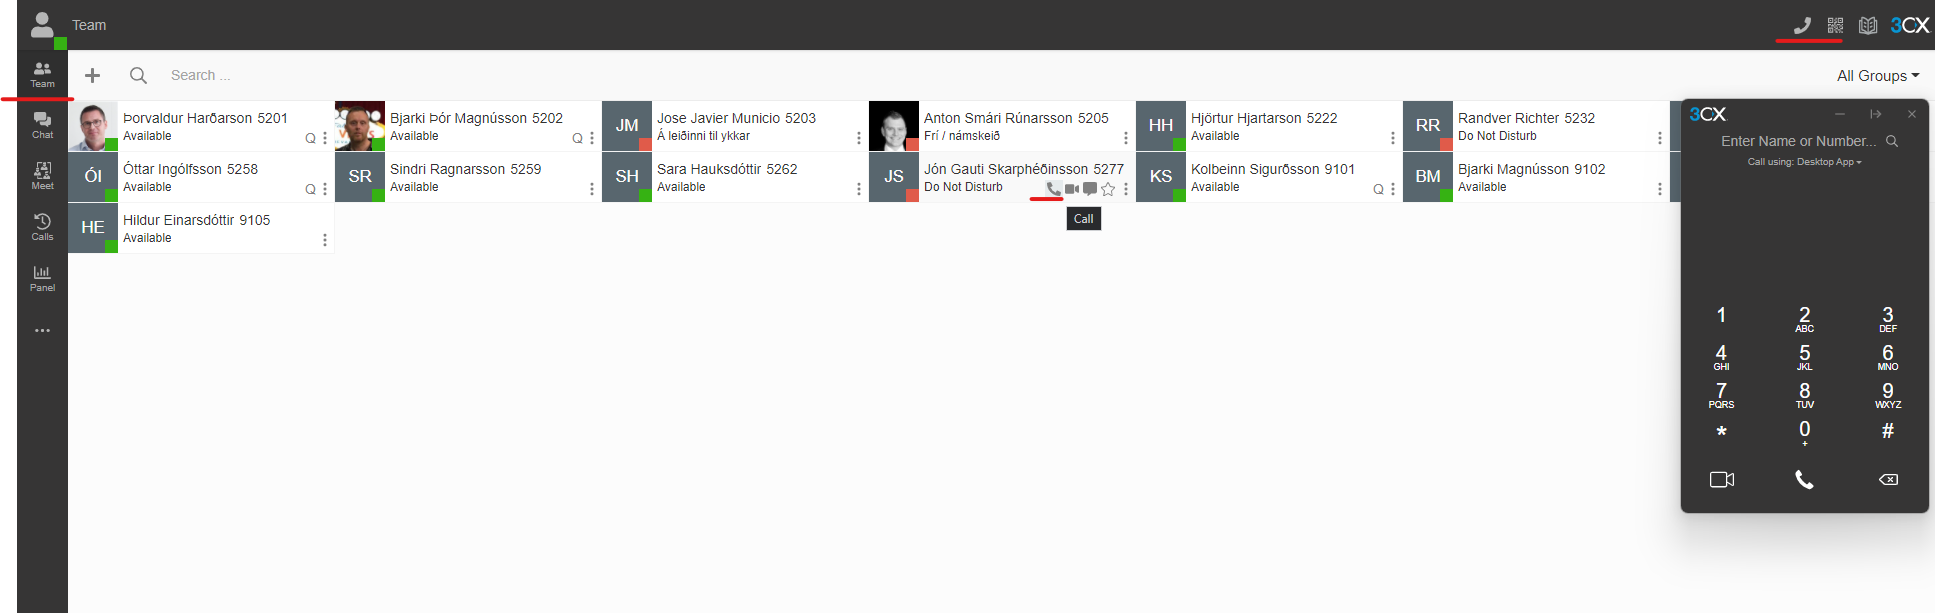 Team
3CX
Team
Chat
Meet
Calls
Panel
Search ...
All Groups
Þorvaldur Harðarson 5201
Available
Q
Bjarki Þór Magnússon 5202
Available
Q
JM
Jose Javier Municio 5203
Á leiðinni til ykkar
Anton Smári Rúnarsson 5205
Frí / námskeið
HH
Hjörtur Hjartarson 5222
Available
RR
Randver Richter 5232
Do Not Disturb
ÓI
Óttar Ingólfsson 5258
Available
Q
SR
Sindri Ragnarsson 5259
Available
SH
Sara Hauksdóttir 5262
Available
JS
Jón Gauti Skarphéðinsson 5277
Do Not Disturb
Call
KS
Kolbeinn Sigurðsson 9101
Available
Q
BM
Bjarki Magnússon 9102
Available
HE
Hildur Einarsdóttir 9105
Available
3CX
Enter Name or Number...
Call using: Desktop App
1 2 3
ABC DEF
4 5 6
GHI JKL MNO
7 8 9
PQRS TUV WXYZ
* 0 #
+